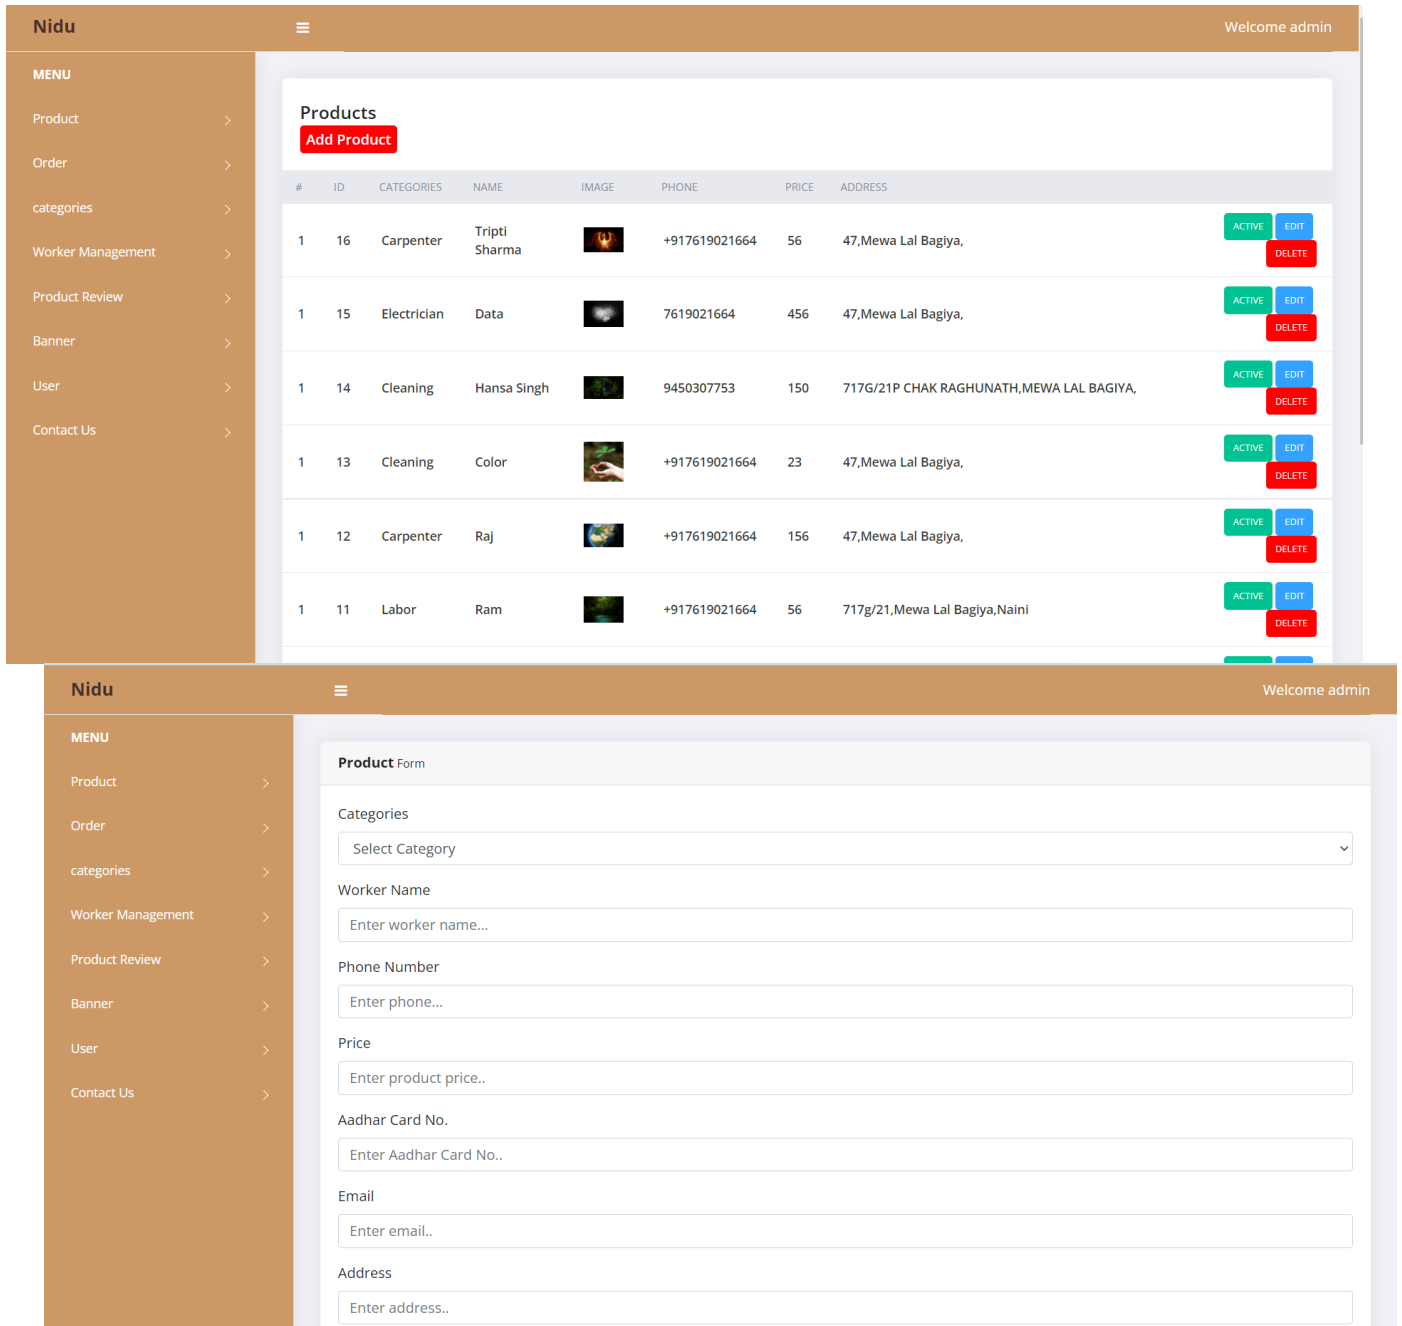 Nidu
Welcome admin
MENU
Product
Order
categories
Worker Management
Product Review
Banner
User
Contact Us
Products
Add Product
# ID CATEGORIES NAME IMAGE PHONE PRICE ADDRESS
1 16 Carpenter Tripti Sharma +917619021664 56 47,Mewa Lal Bagiya, ACTIVE EDIT
DELETE
1 15 Electrician Data 7619021664 456 47,Mewa Lal Bagiya, ACTIVE EDIT
DELETE
1 14 Cleaning Hansa Singh 9450307753 150 717G/21P CHAK RAGHUNATH,MEWA LAL BAGIYA, ACTIVE EDIT
DELETE
1 13 Cleaning Color +917619021664 23 47,Mewa Lal Bagiya, ACTIVE EDIT
DELETE
1 12 Carpenter Raj +917619021664 156 47,Mewa Lal Bagiya, ACTIVE EDIT
DELETE
1 11 Labor Ram +917619021664 56 717g/21,Mewa Lal Bagiya,Naini ACTIVE EDIT
DELETE
Nidu
Welcome admin
MENU
Product
Order
categories
Worker Management
Product Review
Banner
User
Contact Us
Product Form
Categories
Select Category
Worker Name
Enter worker name...
Phone Number
Enter phone...
Price
Enter product price..
Aadhar Card No.
Enter Aadhar Card No..
Email
Enter email..
Address
Enter address..